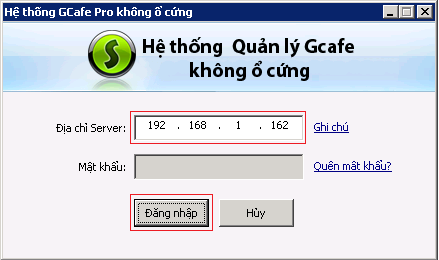 Hệ thống GCafe Pro không ổ cứng
Hệ thống Quản lý Gcafe
không ổ cứng
Địa chỉ Server: 192 . 168 . 1 . 162 Ghi chú
Mật khẩu: Quên mât khẩu?
Đăng nhập Hủy